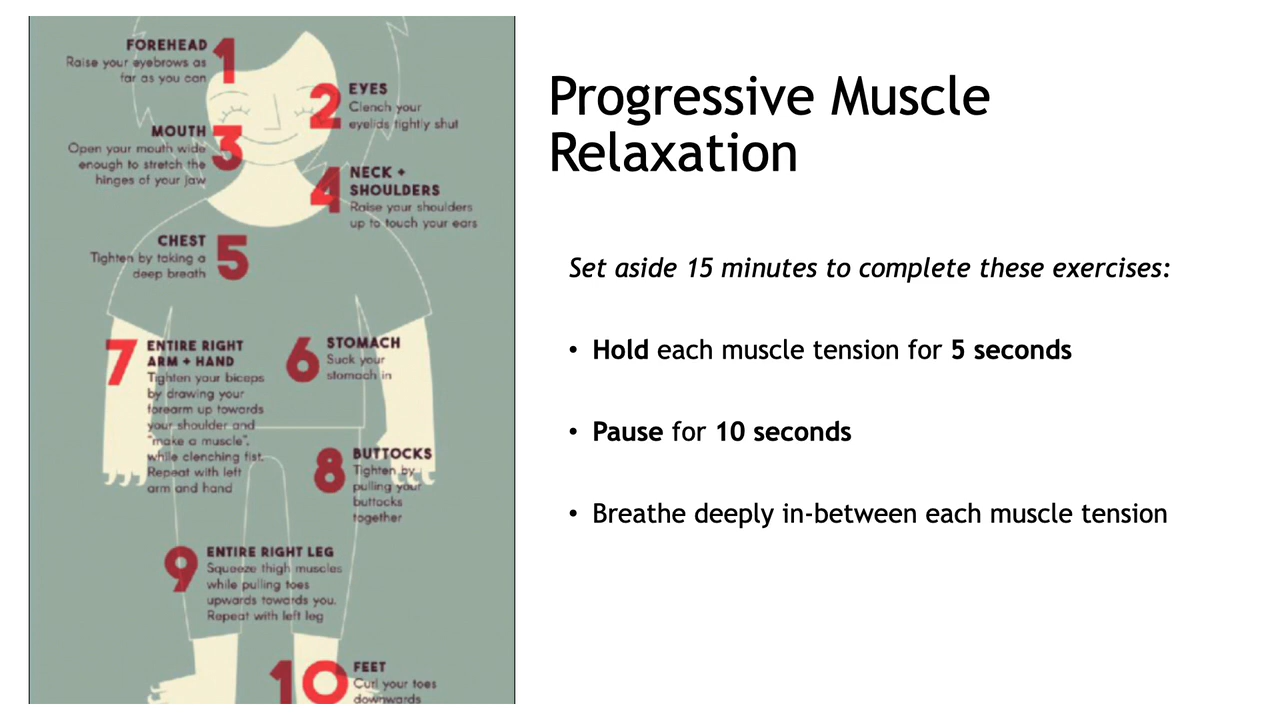 FOREHEAD
Raise your eyebrows as
far as you can
1
2
EYES
Clench your
eyelids tightly shut
MOUTH
Open your mouth wide
enough to stretch the
hinges of your jaw
3
4
NECK +
SHOULDERS
Raise your shoulders
up to touch your ears
CHEST
Tighten by taking a
deep breath
5
6
STOMACH
Suck your
stomach in
7
ENTIRE RIGHT
ARM + HAND
Tighten your biceps
by drawing your
forearm up towards
your shoulder and
"make a muscle",
while clenching fist.
Repeat with left
arm and hand
8
BUTTOCKS
Tighten by
pulling your
buttocks
together
9
ENTIRE RIGHT LEG
Squeeze thigh muscles
while pulling toes
upwards towards you.
Repeat with left leg
10
FEET
Curl your toes
downwards
Progressive Muscle
Relaxation
Set aside 15 minutes to complete these exercises:
• Hold each muscle tension for 5 seconds
• Pause for 10 seconds
• Breathe deeply in-between each muscle tension